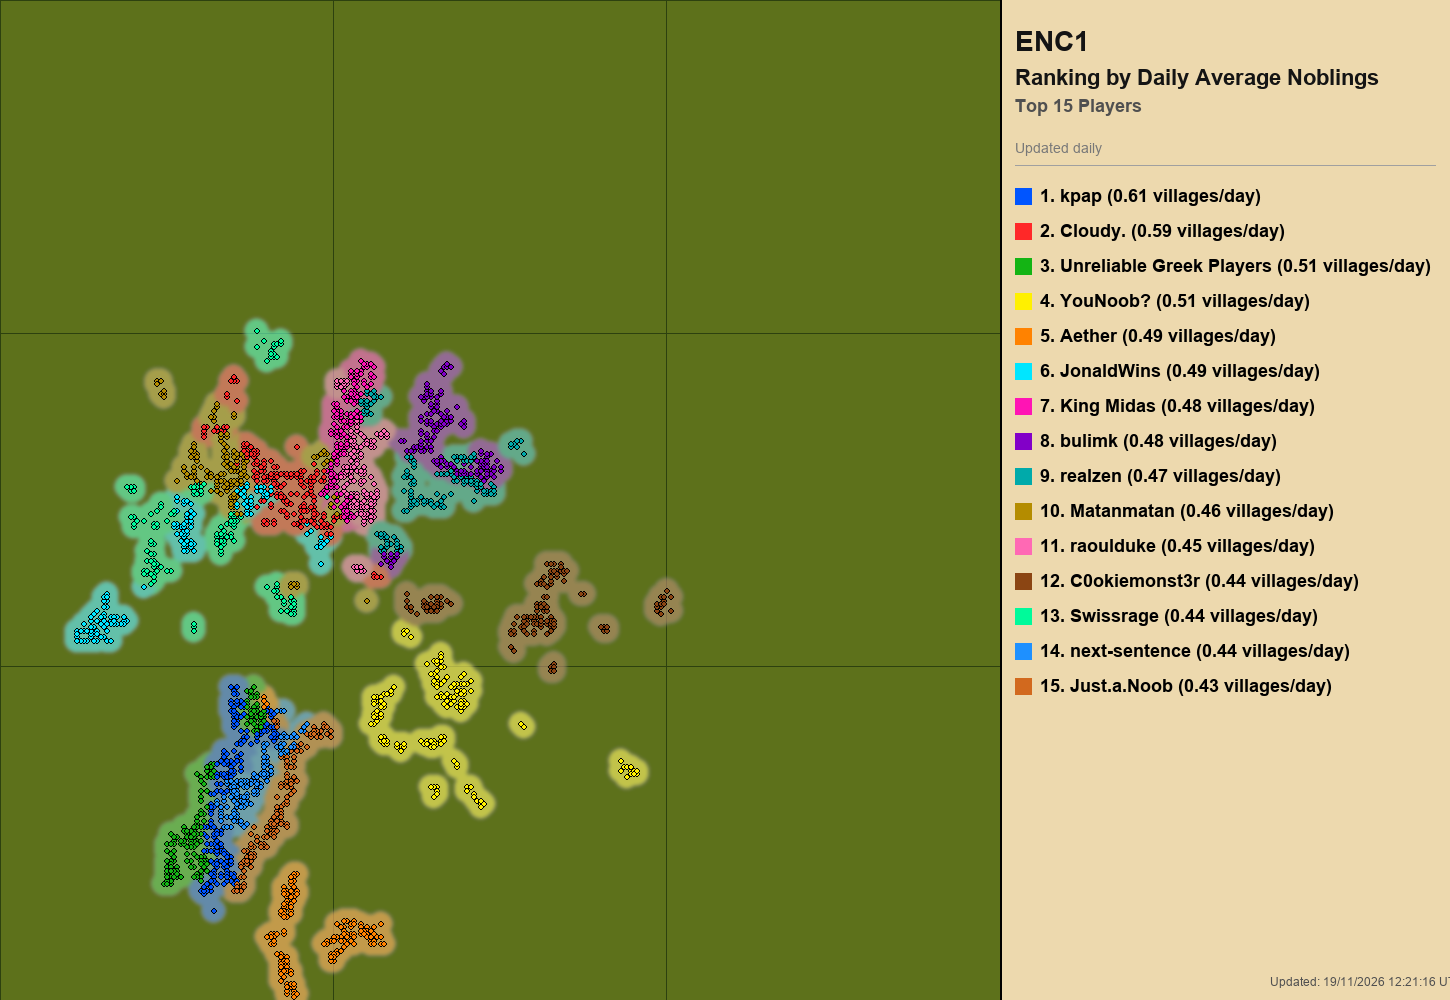 ENC1
Ranking by Daily Average Noblings
Top 15 Players
Updated daily
1. kpap (0.61 villages/day)
2. Cloudy. (0.59 villages/day)
3. Unreliable Greek Players (0.51 villages/day)
4. YouNoob? (0.51 villages/day)
5. Aether (0.49 villages/day)
6. JonaldWins (0.49 villages/day)
7. King Midas (0.48 villages/day)
8. bulimk (0.48 villages/day)
9. realzen (0.47 villages/day)
10. Matanmatan (0.46 villages/day)
11. raoulduke (0.45 villages/day)
12. C0okiemonst3r (0.44 villages/day)
13. Swissrage (0.44 villages/day)
14. next-sentence (0.44 villages/day)
15. Just.a.Noob (0.43 villages/day)
Updated: 19/11/2026 12:21:16